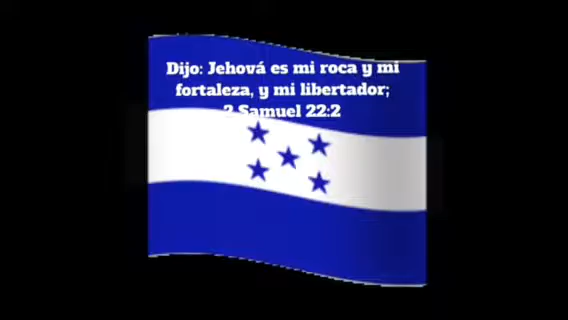 Dijo: Jehová es mi roca y mi
fortaleza, y mi libertador;
2 Samuel 22:2